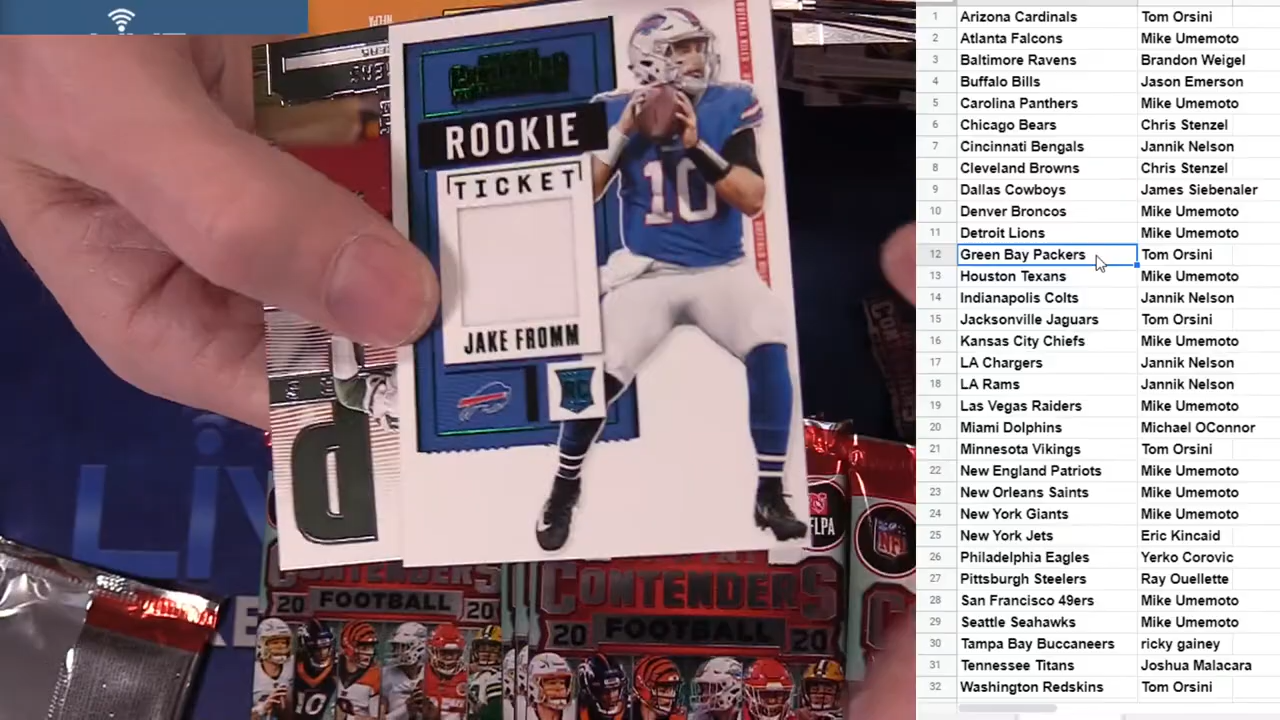 ROOKIE
TICKET
10
JAKE FROMM
RC
LIV
d
NFL
FLPA
CONTENDERS
20 FOOTBALL 20
20 FOOTBALL 20
10
1 Arizona Cardinals Tom Orsini
2 Atlanta Falcons Mike Umemoto
3 Baltimore Ravens Brandon Weigel
4 Buffalo Bills Jason Emerson
5 Carolina Panthers Mike Umemoto
6 Chicago Bears Chris Stenzel
7 Cincinnati Bengals Jannik Nelson
8 Cleveland Browns Chris Stenzel
9 Dallas Cowboys James Siebenaler
10 Denver Broncos Mike Umemoto
11 Detroit Lions Mike Umemoto
12 Green Bay Packers Tom Orsini
13 Houston Texans Mike Umemoto
14 Indianapolis Colts Jannik Nelson
15 Jacksonville Jaguars Tom Orsini
16 Kansas City Chiefs Mike Umemoto
17 LA Chargers Jannik Nelson
18 LA Rams Jannik Nelson
19 Las Vegas Raiders Mike Umemoto
20 Miami Dolphins Michael OConnor
21 Minnesota Vikings Tom Orsini
22 New England Patriots Mike Umemoto
23 New Orleans Saints Mike Umemoto
24 New York Giants Mike Umemoto
25 New York Jets Eric Kincaid
26 Philadelphia Eagles Yerko Corovic
27 Pittsburgh Steelers Ray Ouellette
28 San Francisco 49ers Mike Umemoto
29 Seattle Seahawks Mike Umemoto
30 Tampa Bay Buccaneers ricky gainey
31 Tennessee Titans Joshua Malacara
32 Washington Redskins Tom Orsini